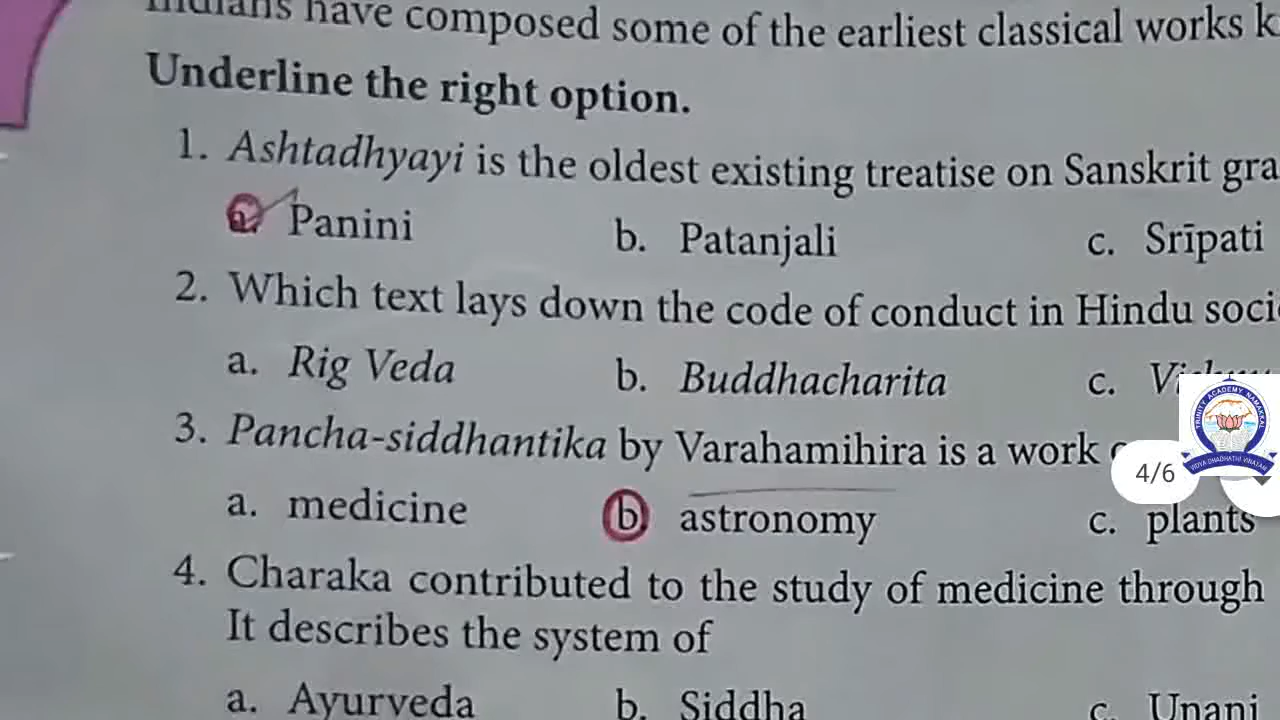 Indians have composed some of the earliest classical works
Underline the right option.
1. Ashtadhyayi is the oldest existing treatise on Sanskrit gra
a. Panini b. Patanjali c. Srīpati
2. Which text lays down the code of conduct in Hindu soci
a. Rig Veda b. Buddhacharita c.
3. Pancha-siddhantika by Varahamihira is a work
a. medicine b. astronomy c. plants
4. Charaka contributed to the study of medicine through
It describes the system of
a. Ayurveda b. Siddha c. Unani
TRINITY ACADEMY, NAMAKKAL
4/6